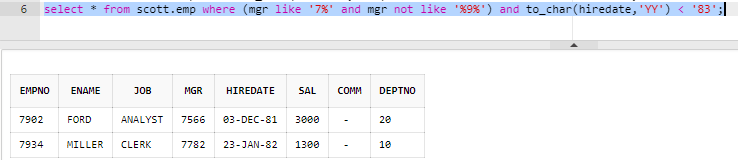 6 select * from scott.emp where (mgr like '7%' and mgr not like '%9%') and to_char(hiredate,'YY') < '83';
EMPNO ENAME JOB MGR HIREDATE SAL COMM DEPTNO
7902 FORD ANALYST 7566 03-DEC-81 3000 - 20
7934 MILLER CLERK 7782 23-JAN-82 1300 - 10